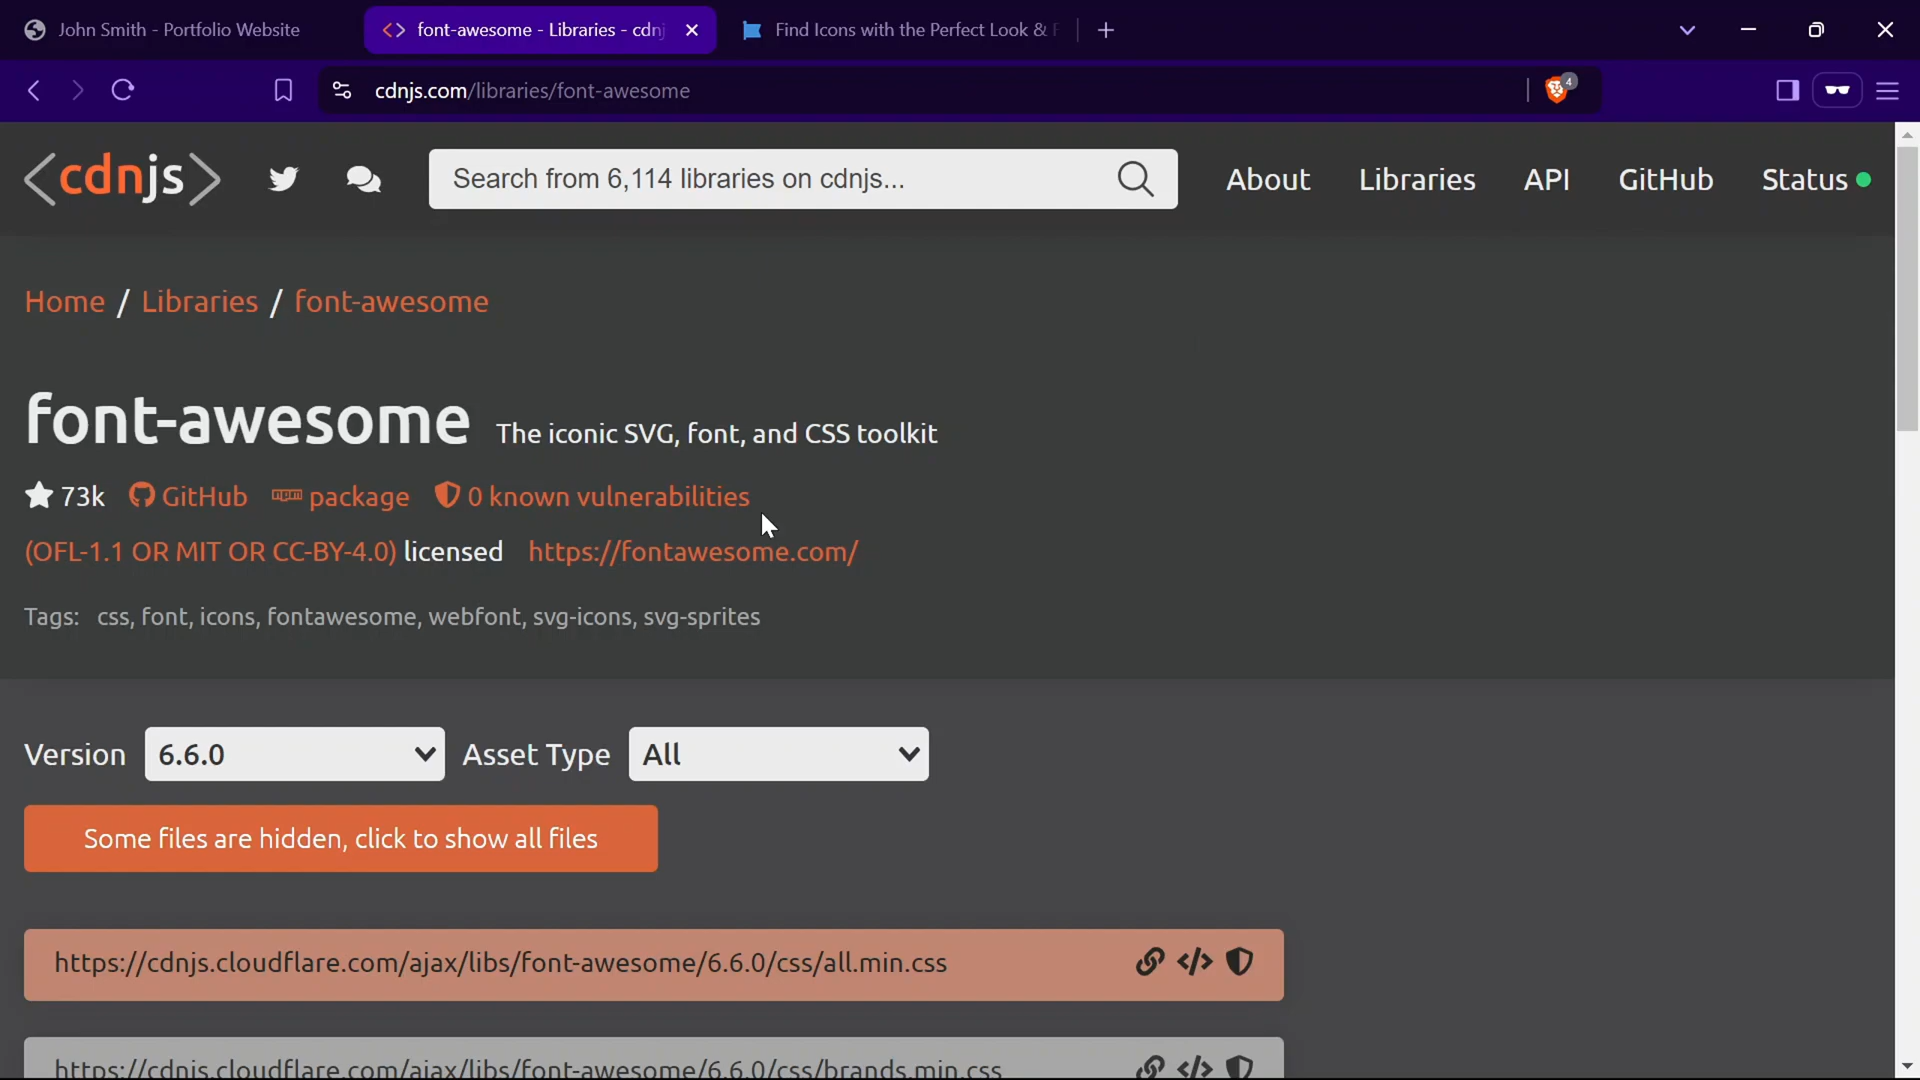 John Smith - Portfolio Website
font-awesome - Libraries - cdnj
Find Icons with the Perfect Look & F
cdnjs.com/libraries/font-awesome
4
<cdnjs>
Search from 6,114 libraries on cdnjs...
About
Libraries
API
GitHub
Status
Home / Libraries / font-awesome
font-awesome The iconic SVG, font, and CSS toolkit
73k GitHub npm package 0 known vulnerabilities
(OFL-1.1 OR MIT OR CC-BY-4.0) licensed https://fontawesome.com/
Tags: css, font, icons, fontawesome, webfont, svg-icons, svg-sprites
Version 6.6.0 Asset Type All
Some files are hidden, click to show all files
https://cdnjs.cloudflare.com/ajax/libs/font-awesome/6.6.0/css/all.min.css
https://cdnjs.cloudflare.com/ajax/libs/font-awesome/6.6.0/css/brands.min.css